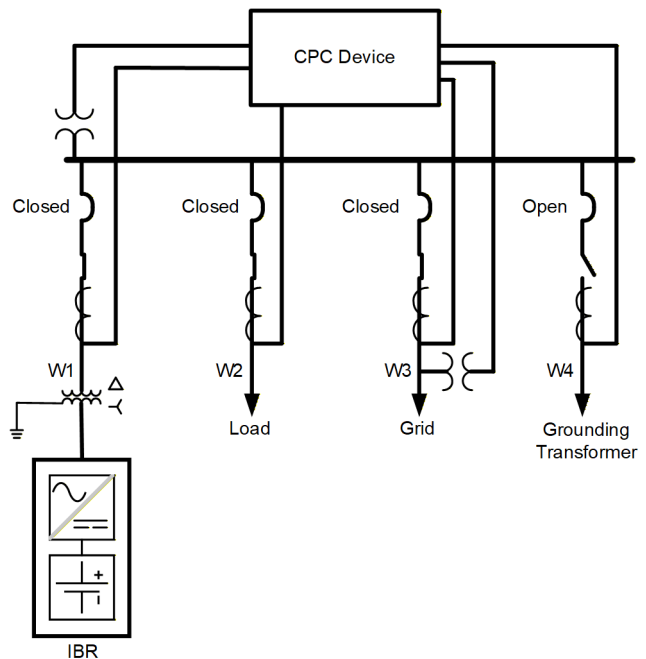 CPC Device
Closed
Closed
Closed
Open
W1
W2
W3
W4
Load
Grid
Grounding
Transformer
IBR